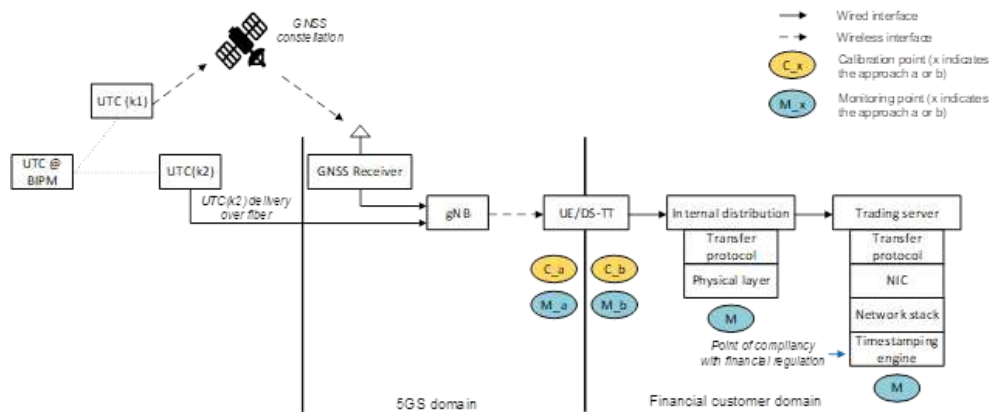 GNSS
constellation
Wired interface
Wireless interface
C_x
Calibration point (x indicates
the approach a or b)
M_x
Monitoring point (x indicates
the approach a or b)
UTC (k1)
UTC @
BIPM
UTC(k2)
GNSS Receiver
UTC(k2) delivery
over fiber
gNB
UE/DS-TT
Internal distribution
Trading server
Transfer
protocol
Physical layer
Transfer
protocol
NIC
Network stack
Timestamping
engine
C_a
C_b
M_a
M_b
M
Point of compliancy
with financial regulation
M
5GS domain
Financial customer domain